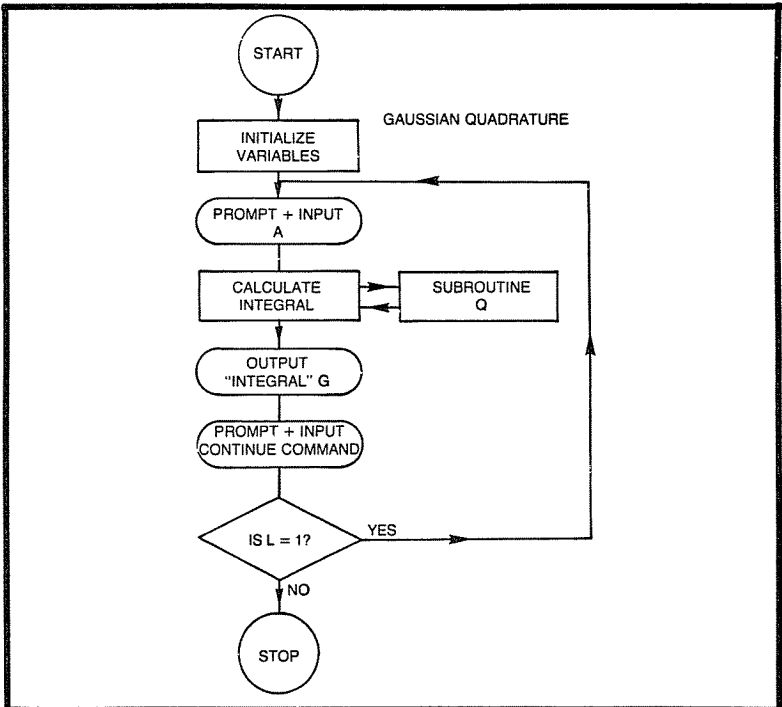 START
GAUSSIAN QUADRATURE
INITIALIZE
VARIABLES
PROMPT + INPUT
A
CALCULATE
INTEGRAL
SUBROUTINE
Q
OUTPUT
"INTEGRAL" G
PROMPT + INPUT
CONTINUE COMMAND
IS L = 1?
YES
NO
STOP